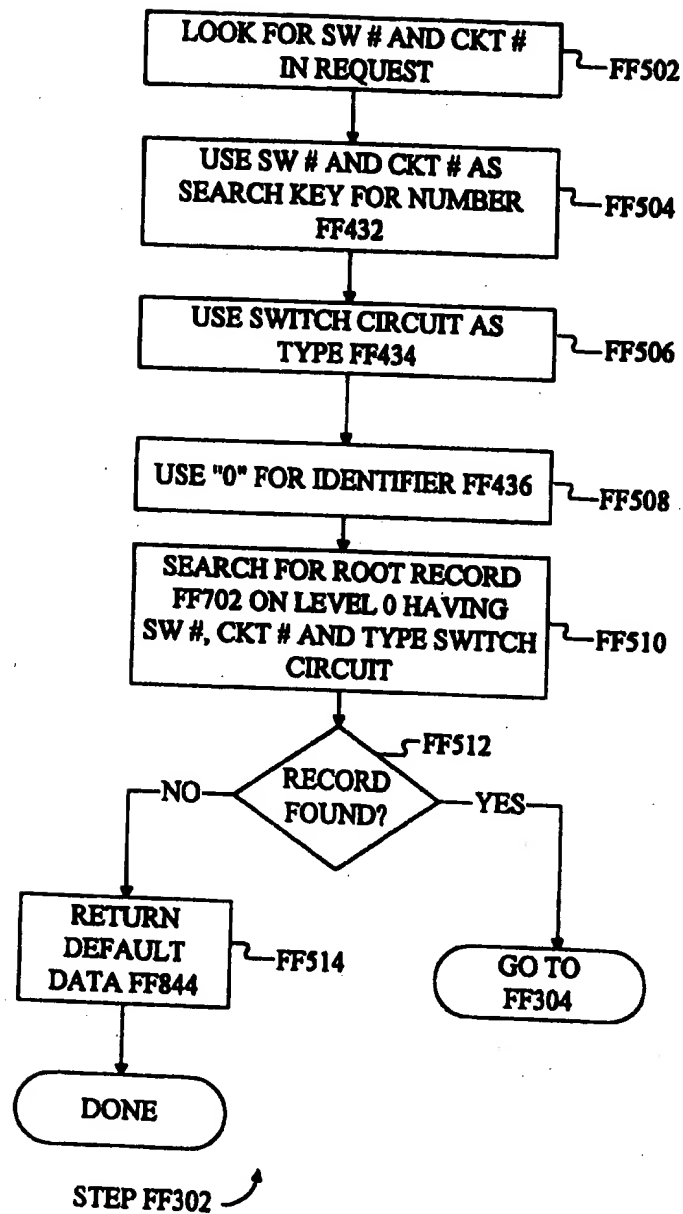 LOOK FOR SW # AND CKT #
IN REQUEST
FF502
USE SW # AND CKT # AS
SEARCH KEY FOR NUMBER
FF432
FF504
USE SWITCH CIRCUIT AS
TYPE FF434
FF506
USE "0" FOR IDENTIFIER FF436
FF508
SEARCH FOR ROOT RECORD
FF702 ON LEVEL 0 HAVING
SW #, CKT # AND TYPE SWITCH
CIRCUIT
FF510
FF512
RECORD
FOUND?
NO
YES
RETURN
DEFAULT
DATA FF844
FF514
GO TO
FF304
DONE
STEP FF302